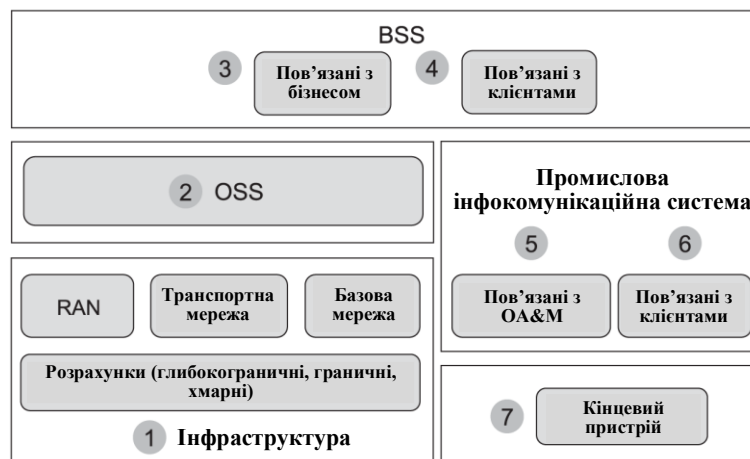 BSS
3
Пов’язані з
бізнесом
4
Пов’язані з
клієнтами
2 OSS
RAN
Транспортна
мережа
Базова
мережа
Розрахунки (глибокограничні, граничні,
хмарні)
1 Інфраструктура
Промислова
інфокомунікаційна система
5
6
Пов’язані з
OA&M
Пов’язані з
клієнтами
7
Кінцевий
пристрій